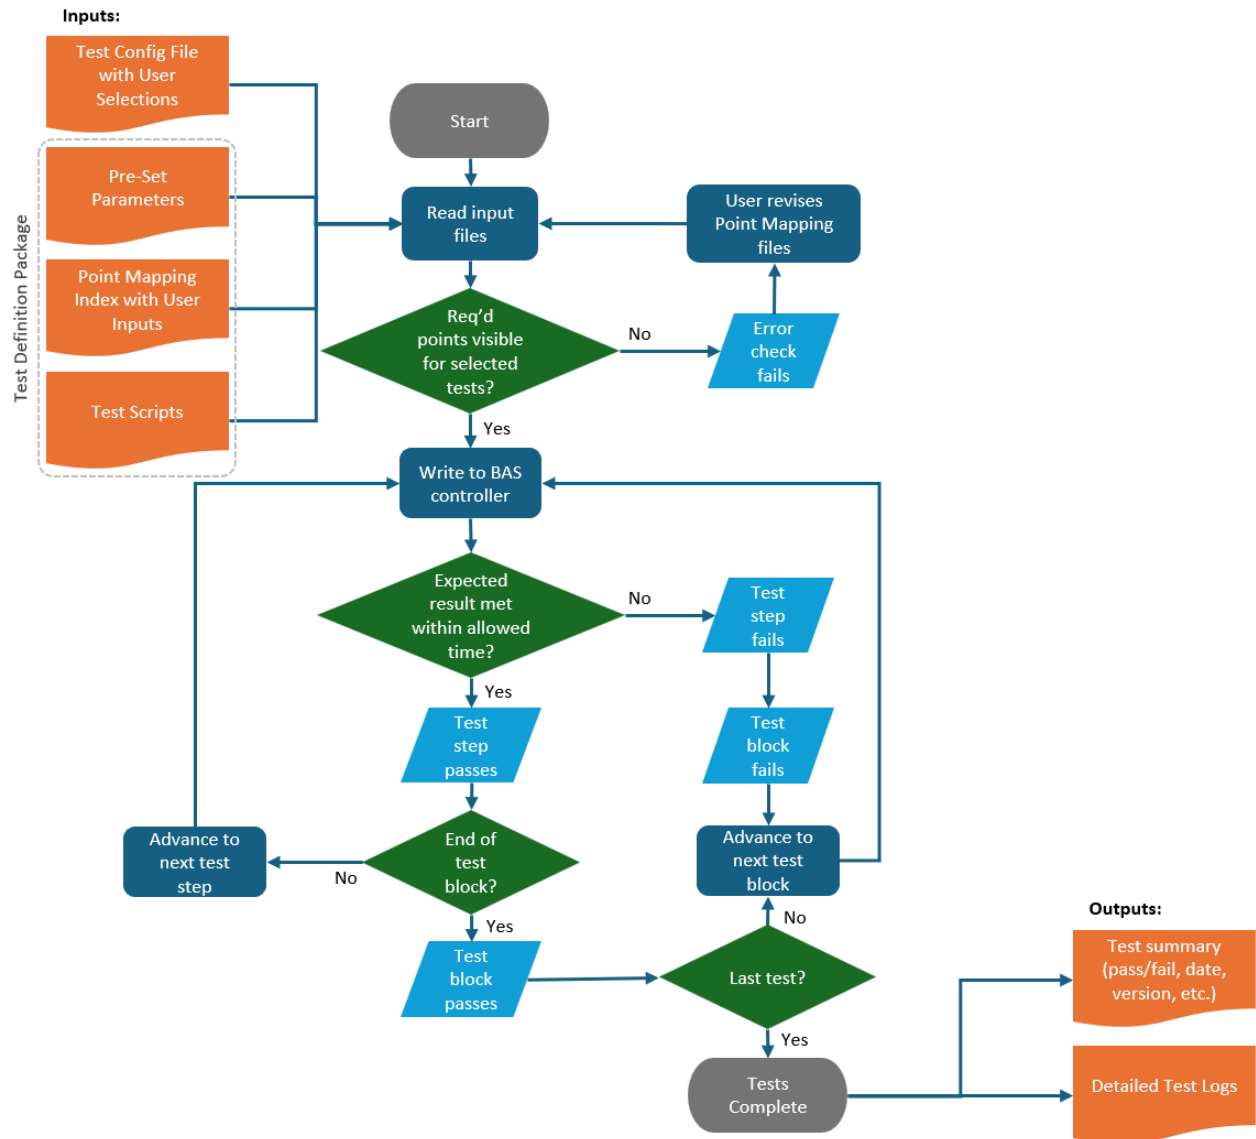 Inputs:
Test Config File
with User
Selections
Test Definition Package
Pre-Set
Parameters
Point Mapping
Index with User
Inputs
Test Scripts
Start
Read input
files
User revises
Point Mapping
files
Req'd
points visible
for selected
tests?
No
Error
check
fails
Yes
Write to BAS
controller
Expected
result met
within allowed
time?
No
Test
step
fails
Yes
Test
step
passes
Test
block
fails
Advance to
next test
step
No
End of
test
block?
Advance to
next test
block
Yes
Test
block
passes
No
Last test?
Yes
Tests
Complete
Outputs:
Test summary
(pass/fail, date,
version, etc.)
Detailed Test Logs